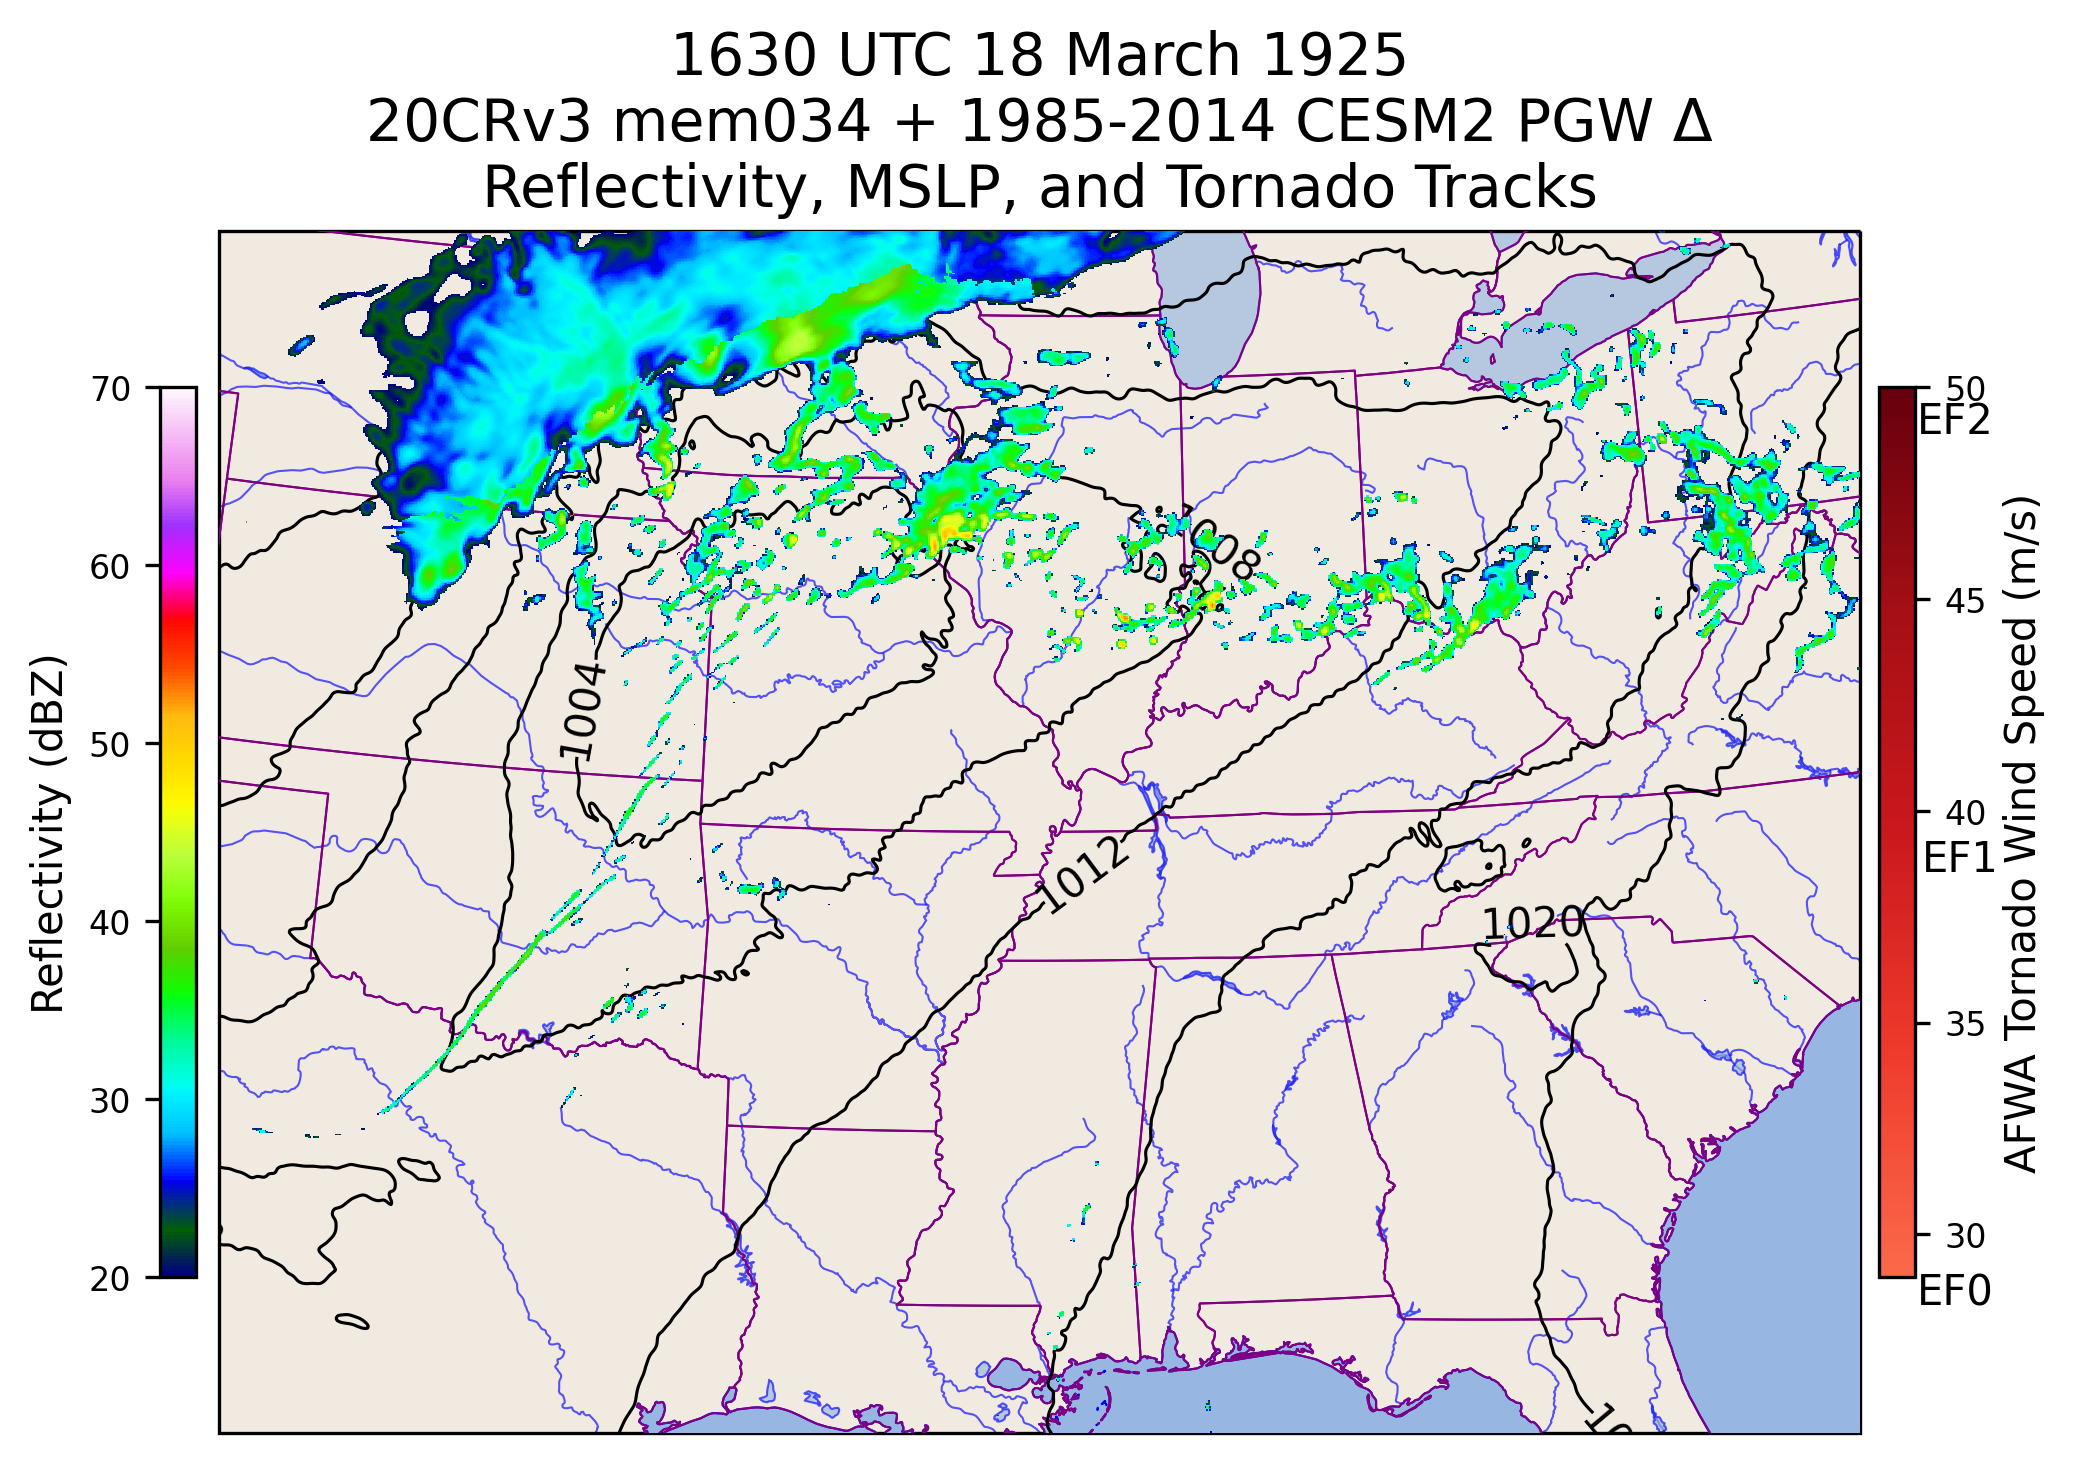 1630 UTC 18 March 1925
20CRv3 mem034 + 1985-2014 CESM2 PGW Δ
Reflectivity, MSLP, and Tornado Tracks
70
60
50
40
30
20
Reflectivity (dBZ)
1004
1008
1012
1020
50
EF2
45
40
EF1
35
30
EF0
AFWA Tornado Wind Speed (m/s)